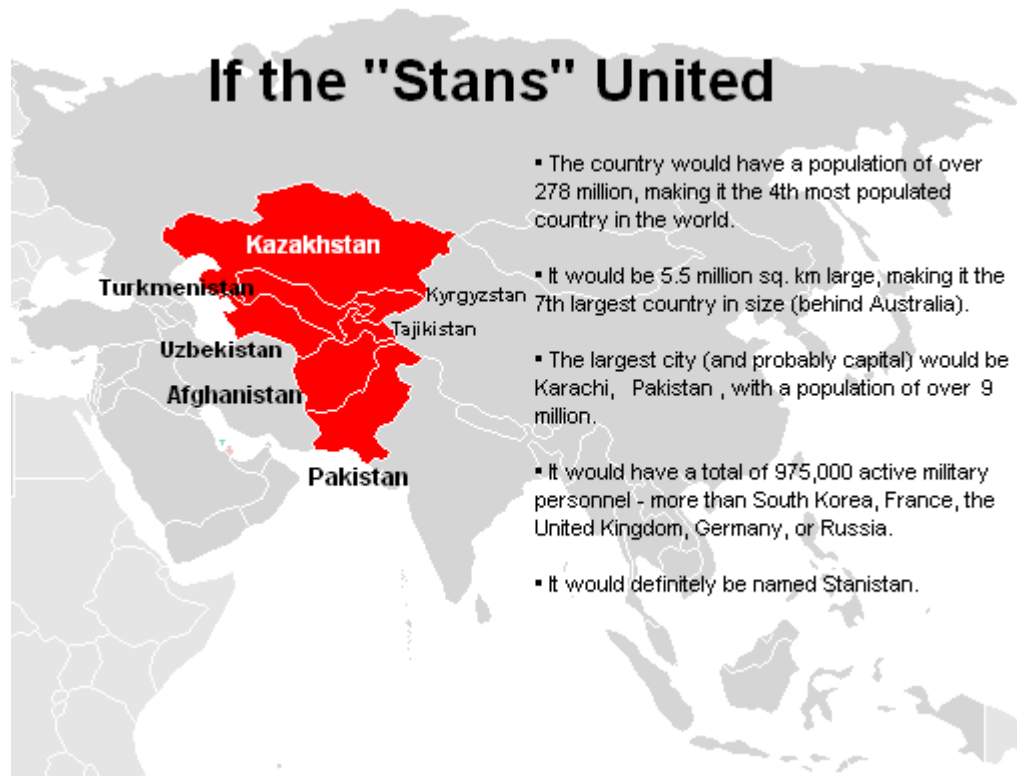 If the "Stans" United
▪ The country would have a population of over
278 million, making it the 4th most populated
country in the world.
Kazakhstan
▪ It would be 5.5 million sq. km large, making it the
7th largest country in size (behind Australia).
Turkmenistan
Kyrgyzstan
Tajikistan
Uzbekistan
▪ The largest city (and probably capital) would be
Karachi, Pakistan , with a population of over 9
million.
Afghanistan
Pakistan
▪ It would have a total of 975,000 active military
personnel - more than South Korea, France, the
United Kingdom, Germany, or Russia.
▪ It would definitely be named Stanistan.